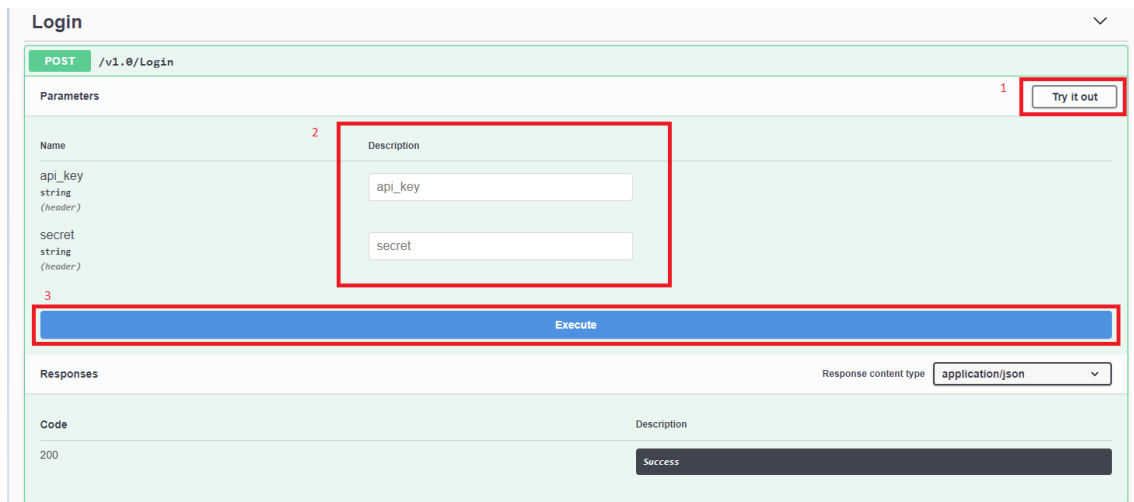 Login
POST /v1.0/Login
Parameters
1
Try it out
2
Name Description
api_key
string
(header)
api_key
secret
string
(header)
secret
3
Execute
Responses Response content type application/json
Code Description
200 Success